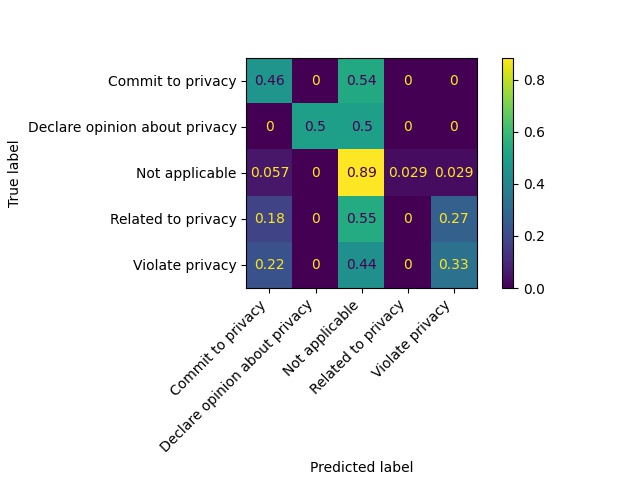 Commit to privacy 0.46 0 0.54 0 0 0.8
Declare opinion about privacy 0 0.5 0.5 0 0 0.6
True label
Not applicable 0.057 0 0.89 0.029 0.029 0.4
Related to privacy 0.18 0 0.55 0 0.27 0.2
Violate privacy 0.22 0 0.44 0 0.33 0.0
Commit to privacy
Declare opinion about privacy
Not applicable
Related to privacy
Violate privacy
Predicted label